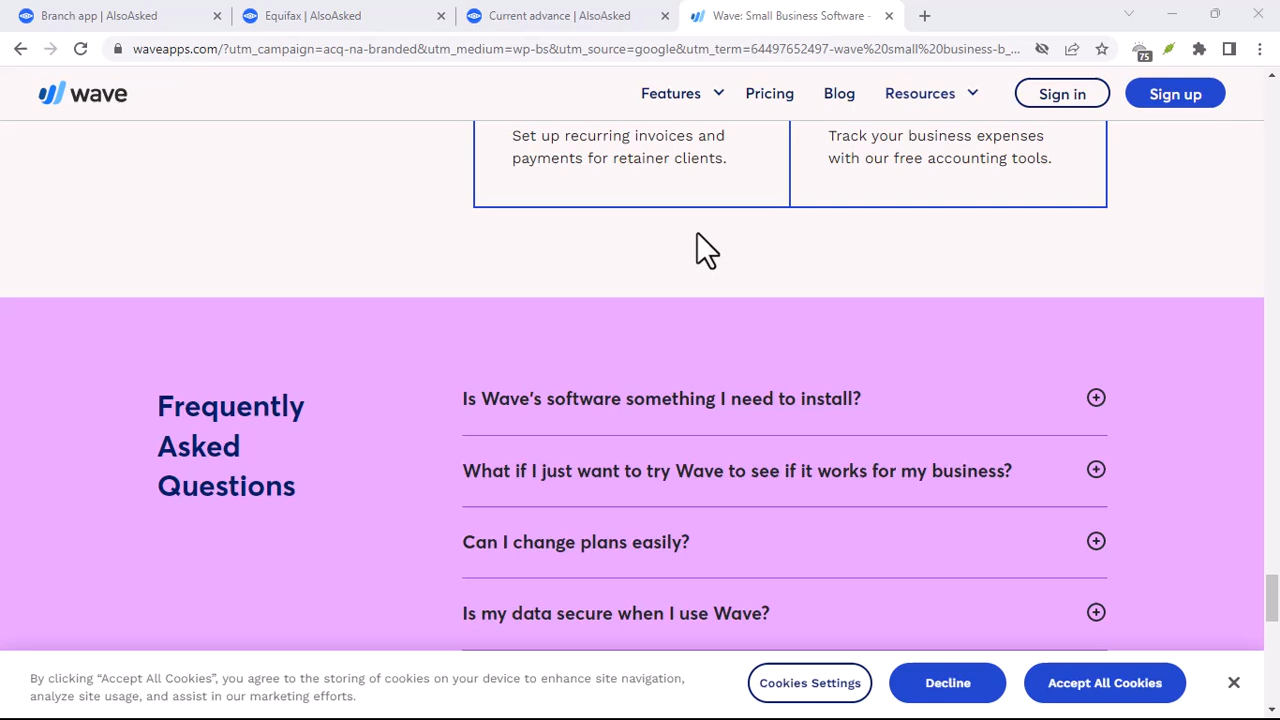 Branch app | AlsoAsked
Equifax | AlsoAsked
Current advance | AlsoAsked
Wave: Small Business Software -
waveapps.com/?utm_campaign=acq-na-branded&utm_medium=wp-bs&utm_source=google&utm_term=64497652497-wave%20small%20business-b_...
75
wave
Features
Pricing
Blog
Resources
Sign in
Sign up
Set up recurring invoices and
payments for retainer clients.
Track your business expenses
with our free accounting tools.
Frequently
Asked
Questions
Is Wave's software something I need to install?
What if I just want to try Wave to see if it works for my business?
Can I change plans easily?
Is my data secure when I use Wave?
By clicking “Accept All Cookies”, you agree to the storing of cookies on your device to enhance site navigation,
analyze site usage, and assist in our marketing efforts.
Cookies Settings
Decline
Accept All Cookies